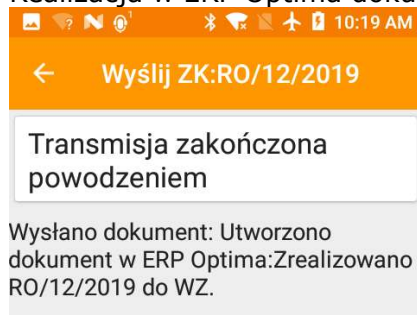 10:19 AM
Wyślij ZK:RO/12/2019
Transmisja zakończona
powodzeniem
Wysłano dokument: Utworzono
dokument w ERP Optima:Zrealizowano
RO/12/2019 do WZ.